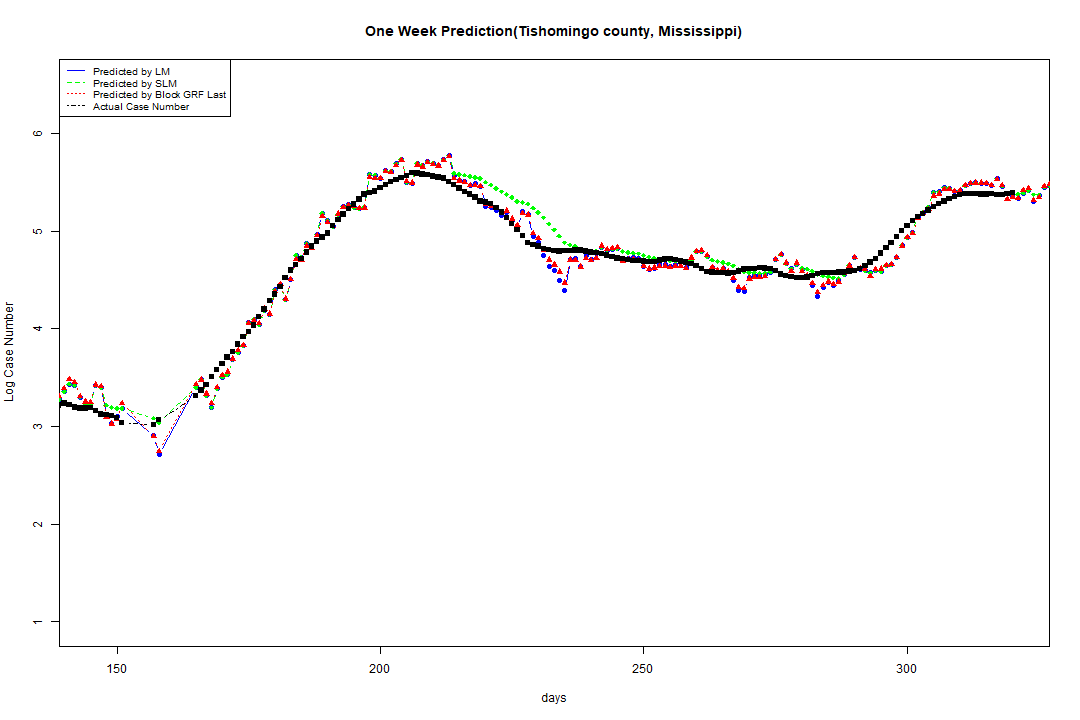 One Week Prediction(Tishomingo county, Mississippi)
Predicted by LM
Predicted by SLM
Predicted by Block GRF Last
Actual Case Number
6
5
4
3
2
1
Log Case Number
150 200 250 300
days